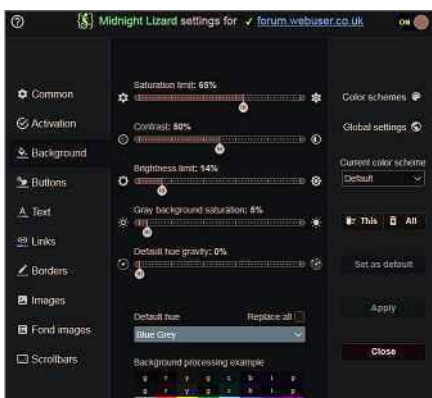 Midnight Lizard settings for ✓ forum.webuser.co.uk
ON
Common
Activation
Background
Buttons
Text
Links
Borders
Images
Fond images
Scrollbars
Saturation limit: 65%
Contrast: 50%
Brightness limit: 14%
Gray background saturation: 5%
Default hue gravity: 0%
Default hue
Replace all
Blue Grey
Background processing example
g r y g c b i p
g r y g c b i p
Color schemes
Global settings
Current color scheme
Default
This
All
Set as default
Apply
Close